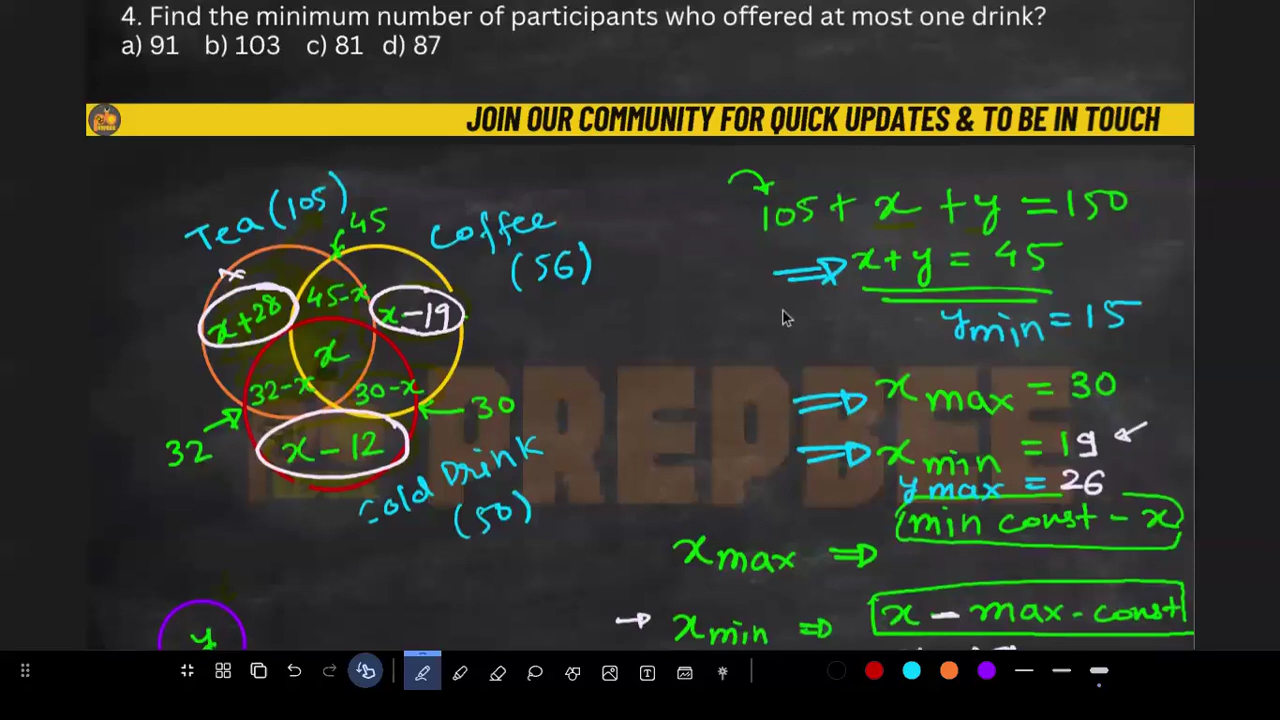 4. Find the minimum number of participants who offered at most one drink?
a) 91 b) 103 c) 81 d) 87
JOIN OUR COMMUNITY FOR QUICK UPDATES & TO BE IN TOUCH
Tea (105)
45
Coffee
(56)
x+28
45-x
x-19
x
32-x
30-x
32
30
x-12
Cold Drink
(50)
105 + x + y = 150
⇒ x+y = 45
ymin = 15
⇒ x max = 30
⇒ x min = 19
y max = 26
(min const - x)
xmax ⇒
→ xmin ⇒ x - max-const
y
PREPBEE